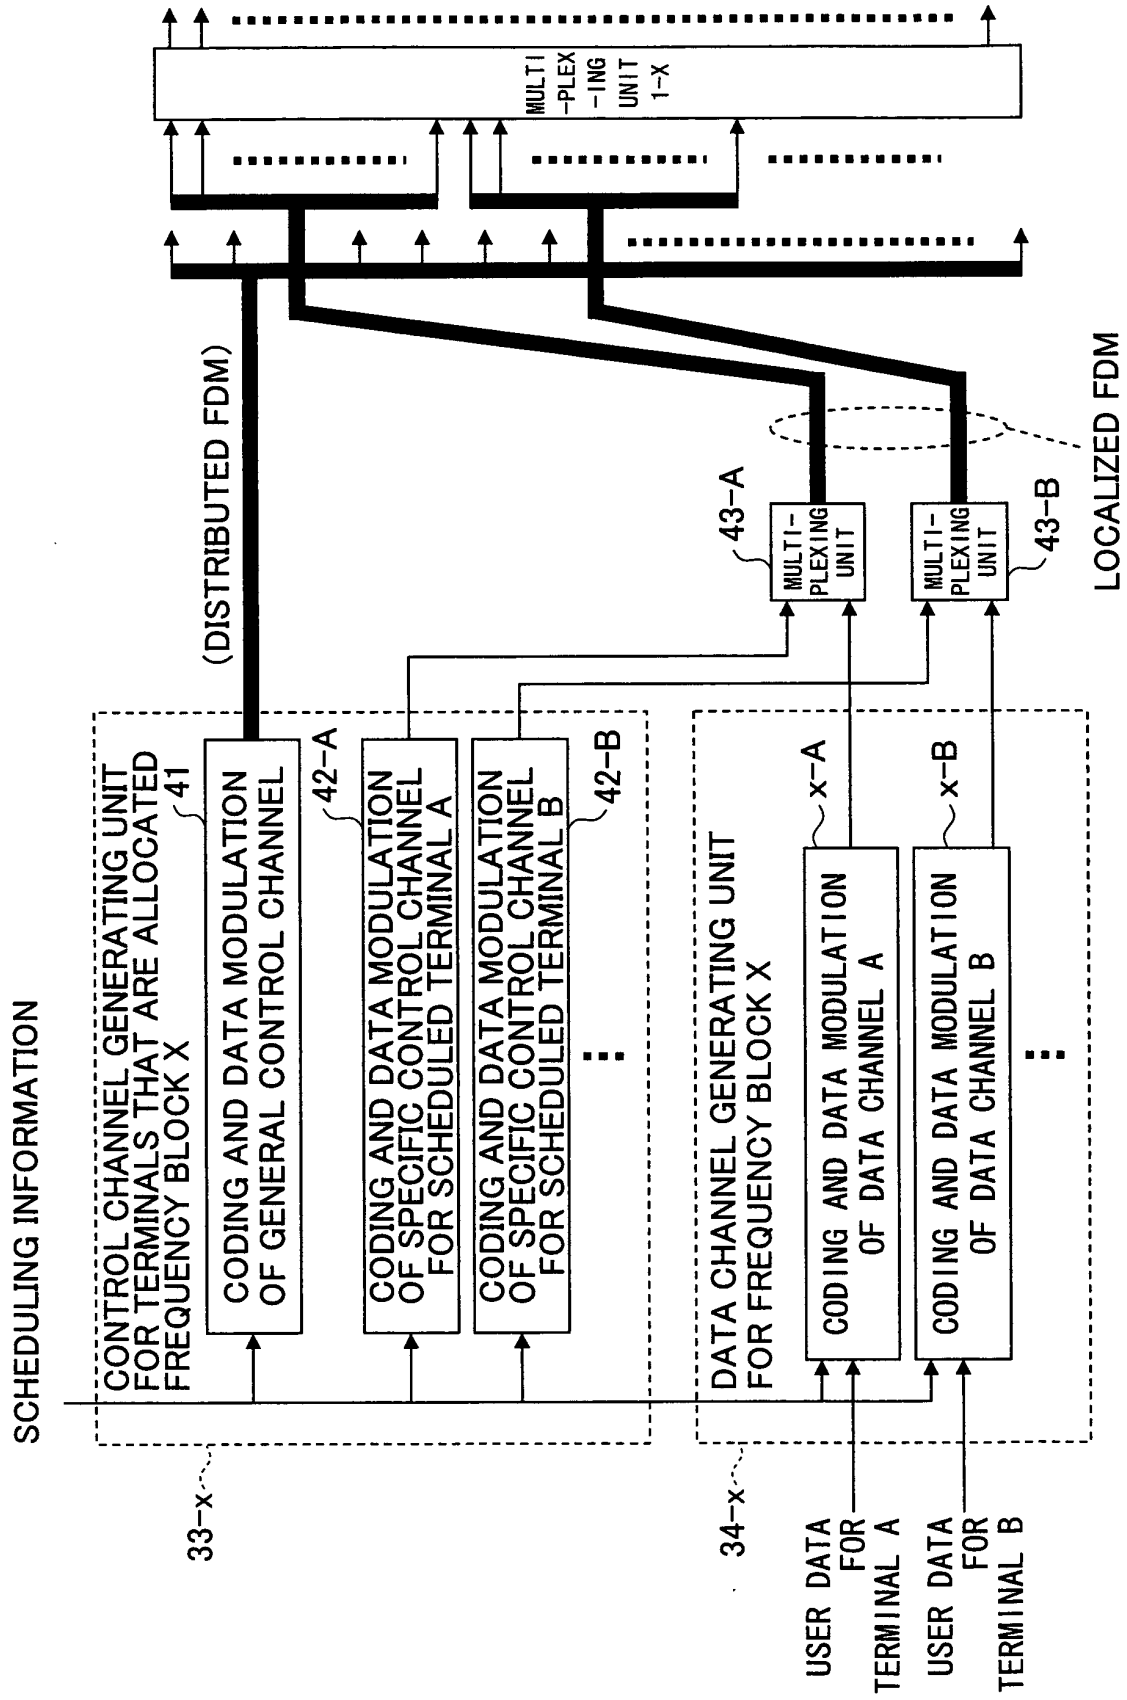 SCHEDULING INFORMATION
33-x
CONTROL CHANNEL GENERATING UNIT
FOR TERMINALS THAT ARE ALLOCATED
FREQUENCY BLOCK X
41
CODING AND DATA MODULATION
OF GENERAL CONTROL CHANNEL
42-A
CODING AND DATA MODULATION
OF SPECIFIC CONTROL CHANNEL
FOR SCHEDULED TERMINAL A
CODING AND DATA MODULATION
OF SPECIFIC CONTROL CHANNEL
FOR SCHEDULED TERMINAL B
42-B
34-x
DATA CHANNEL GENERATING UNIT
FOR FREQUENCY BLOCK X
x-A
CODING AND DATA MODULATION
OF DATA CHANNEL A
x-B
CODING AND DATA MODULATION
OF DATA CHANNEL B
USER DATA
FOR
TERMINAL A
USER DATA
FOR
TERMINAL B
(DISTRIBUTED FDM)
43-A
MULTI-
PLEXING
UNIT
MULTI-
PLEXING
UNIT
43-B
LOCALIZED FDM
MULTI
-PLEX
-ING
UNIT
1-X